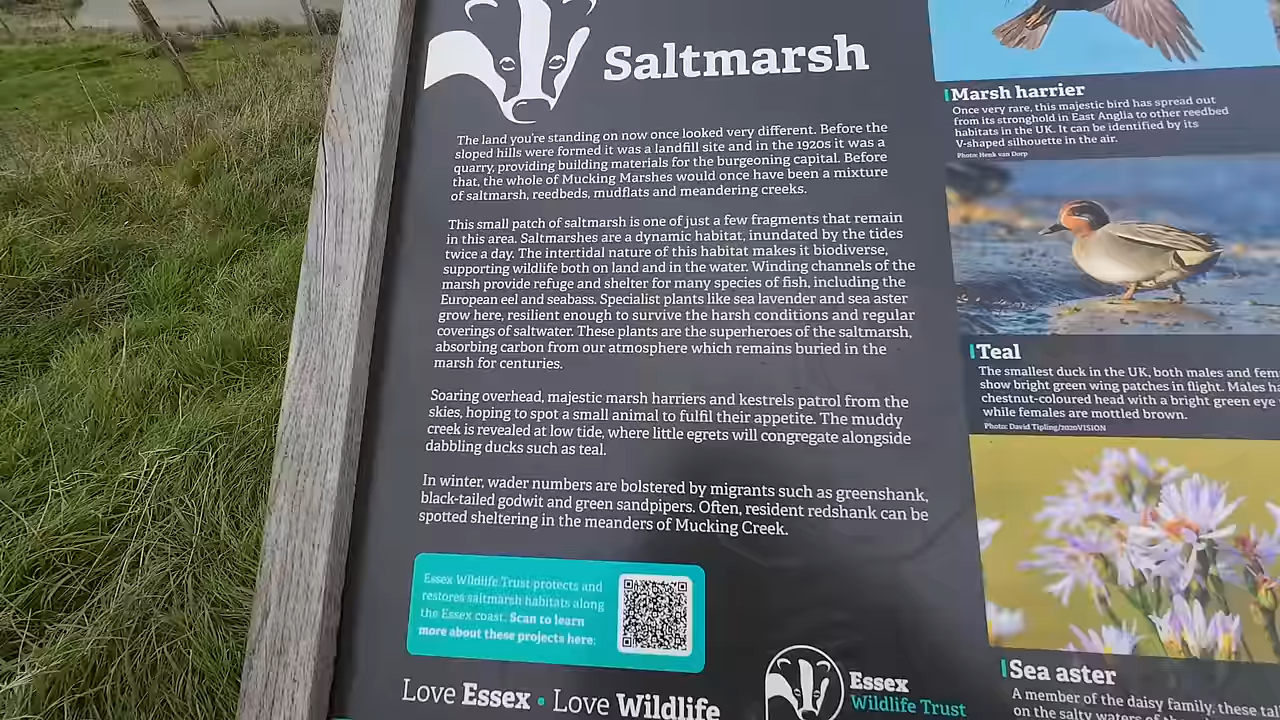 Saltmarsh
The land you're standing on now once looked very different. Before the
sloped hills were formed it was a landfill site and in the 1920s it was a
quarry, providing building materials for the burgeoning capital. Before
that, the whole of Mucking Marshes would once have been a mixture
of saltmarsh, reedbeds, mudflats and meandering creeks.
This small patch of saltmarsh is one of just a few fragments that remain
in this area. Saltmarshes are a dynamic habitat, inundated by the tides
twice a day. The intertidal nature of this habitat makes it biodiverse,
supporting wildlife both on land and in the water. Winding channels of the
marsh provide refuge and shelter for many species of fish, including the
European eel and seabass. Specialist plants like sea lavender and sea aster
grow here, resilient enough to survive the harsh conditions and regular
coverings of saltwater. These plants are the superheroes of the saltmarsh,
absorbing carbon from our atmosphere which remains buried in the
marsh for centuries.
Soaring overhead, majestic marsh harriers and kestrels patrol from the
skies, hoping to spot a small animal to fulfil their appetite. The muddy
creek is revealed at low tide, where little egrets will congregate alongside
dabbling ducks such as teal.
In winter, wader numbers are bolstered by migrants such as greenshank,
black-tailed godwit and green sandpipers. Often, resident redshank can be
spotted sheltering in the meanders of Mucking Creek.
Essex Wildlife Trust protects and
restores saltmarsh habitats along
the Essex coast. Scan to learn
more about these projects here:
Love Essex • Love Wildlife
Essex
Wildlife Trust
Marsh harrier
Once very rare, this majestic bird has spread out
from its stronghold in East Anglia to other reedbed
habitats in the UK. It can be identified by its
V-shaped silhouette in the air.
Photo: Henk van Dorp
Teal
The smallest duck in the UK, both males and fem
show bright green wing patches in flight. Males ha
chestnut-coloured head with a bright green eye
while females are mottled brown.
Photo: David Tipling/2020VISION
Sea aster
A member of the daisy family, these tal
on the salty waters of